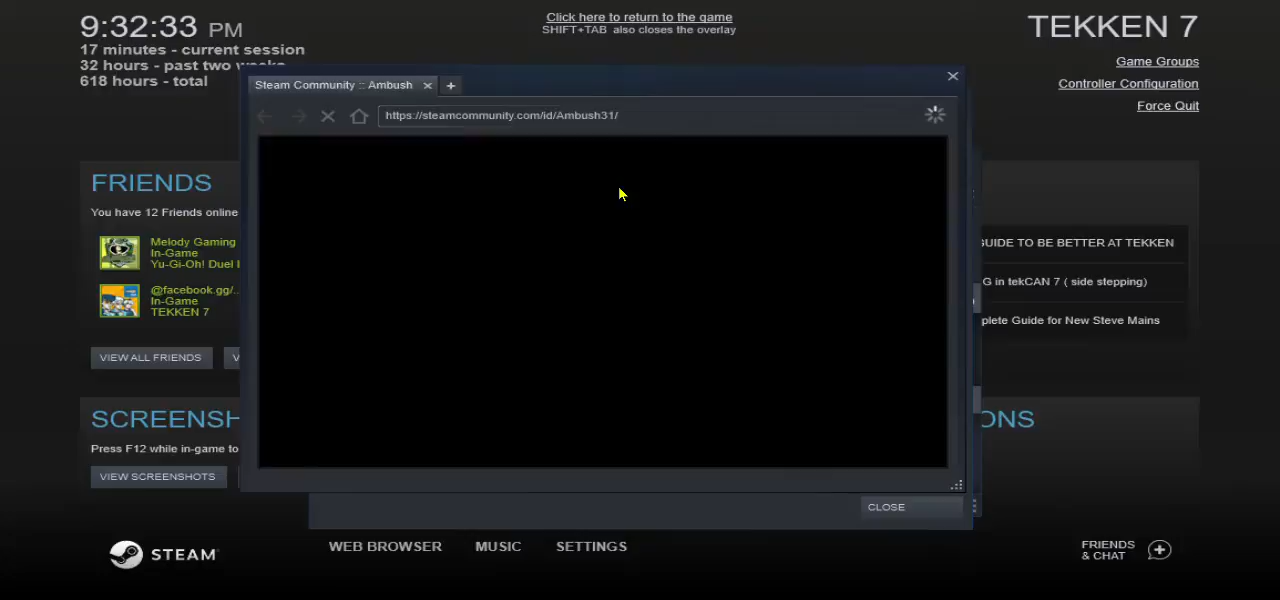 9:32:33 PM
17 minutes - current session
32 hours - past two weeks
618 hours - total
Click here to return to the game
SHIFT+TAB also closes the overlay
TEKKEN 7
Game Groups
Controller Configuration
Force Quit
Steam Community :: Ambush
https://steamcommunity.com/id/Ambush31/
FRIENDS
You have 12 Friends online
Melody Gaming
In-Game
Yu-Gi-Oh! Duel
@facebook.gg/..
In-Game
TEKKEN 7
VIEW ALL FRIENDS
V
GUIDE TO BE BETTER AT TEKKEN
G in tekCAN 7 ( side stepping)
plete Guide for New Steve Mains
SCREENSH
Press F12 while in-game to
VIEW SCREENSHOTS
ONS
CLOSE
STEAM
WEB BROWSER
MUSIC
SETTINGS
FRIENDS
& CHAT